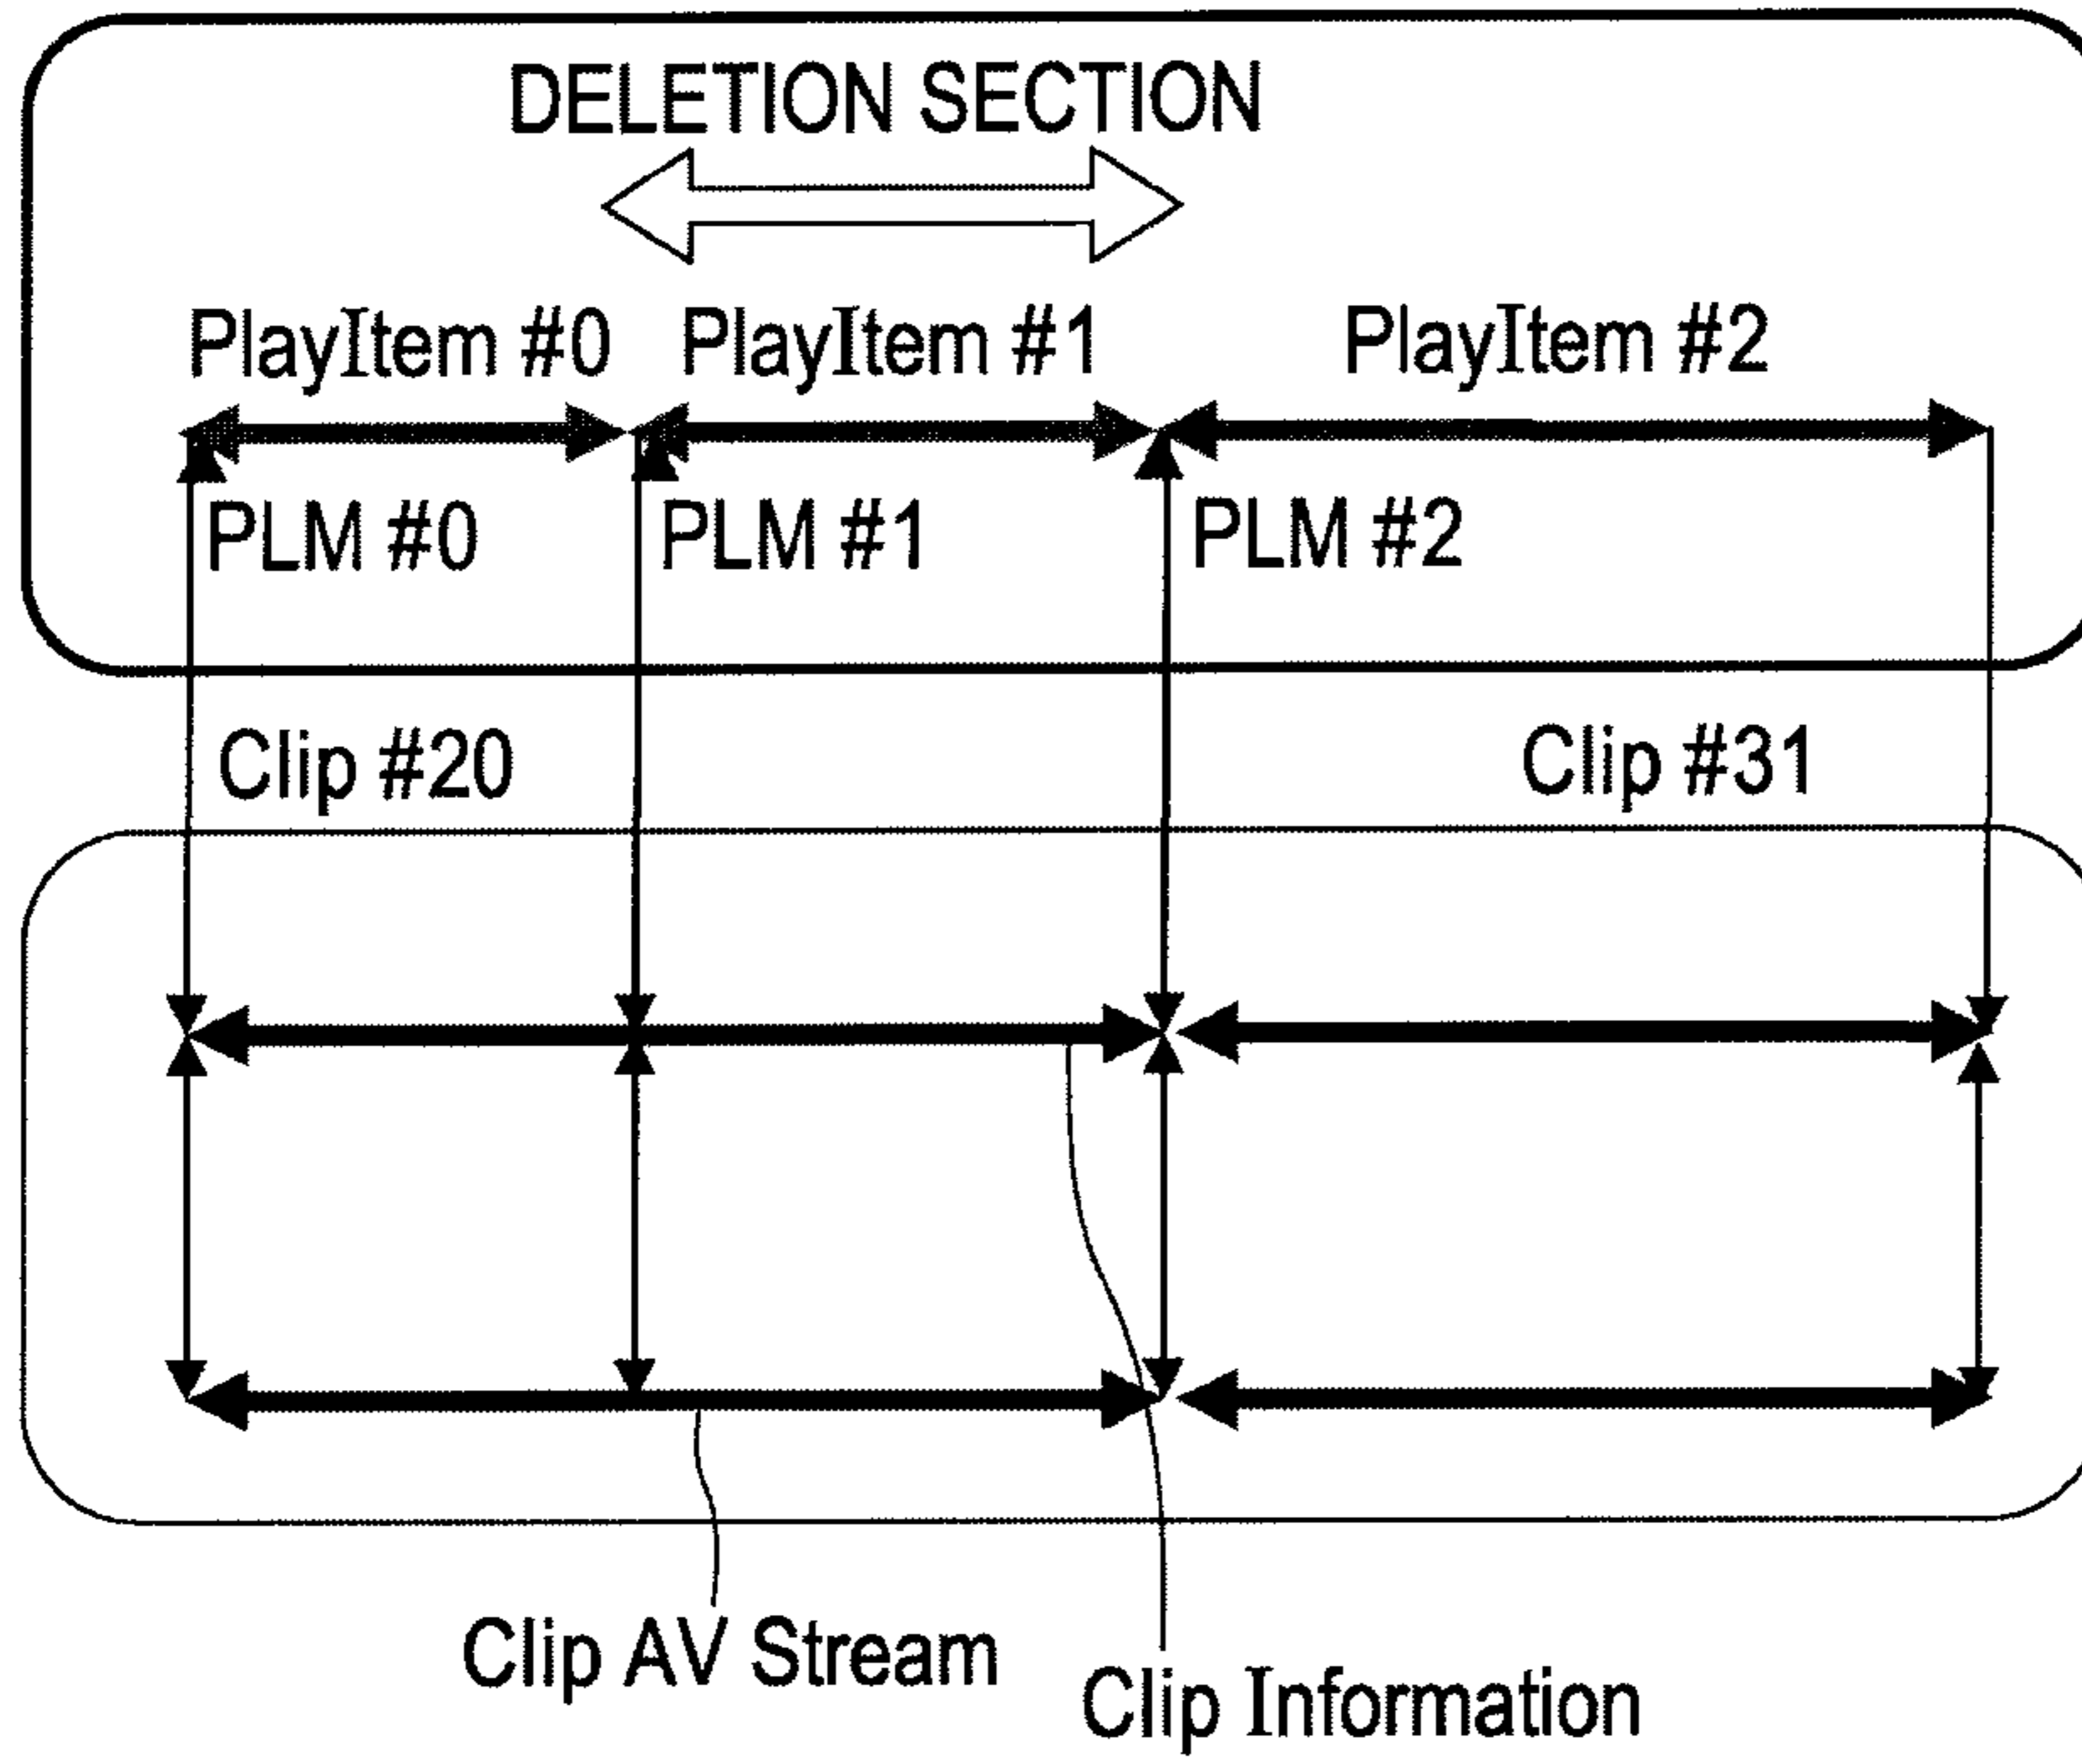 DELETION SECTION
PlayItem #0 PlayItem #1 PlayItem #2
PLM #0 PLM #1 PLM #2
Clip #20 Clip #31
Clip AV Stream
Clip Information